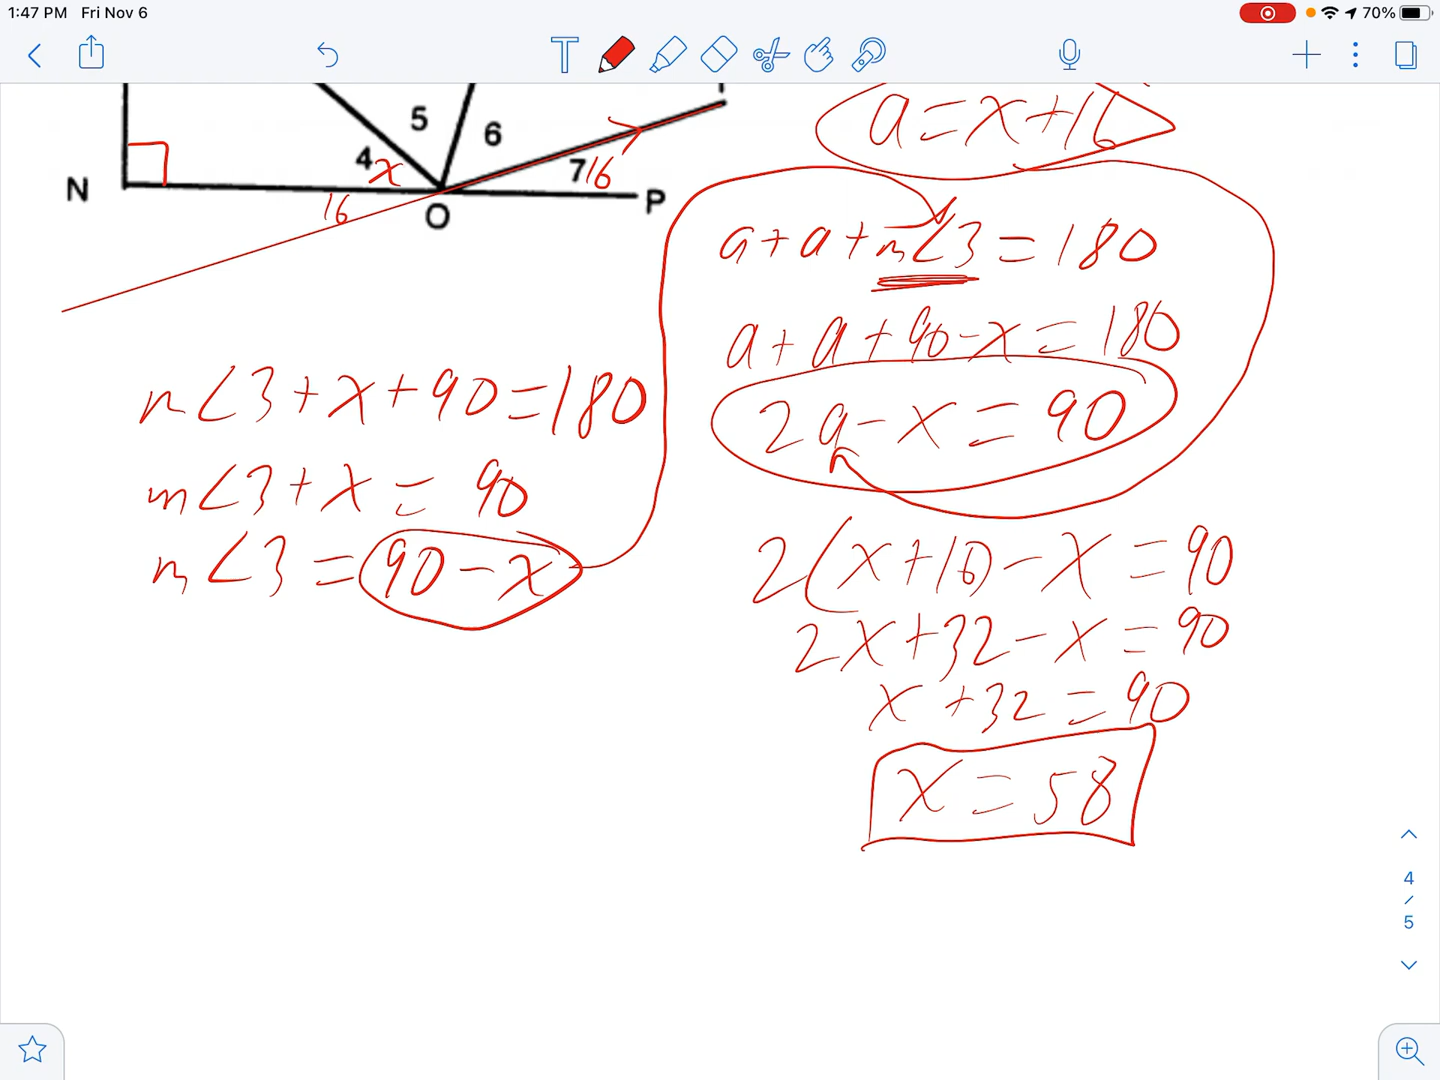 1:47 PM Fri Nov 6
70%
T
5
6
4
x
7
16
N
16
O
P
a = x + 16
a + a + m∠3 = 180
a + a + 90 - x = 180
2a - x = 90
m∠3 + x + 90 = 180
m∠3 + x = 90
m∠3 = 90 - x
2(x + 16) - x = 90
2x + 32 - x = 90
x + 32 = 90
x = 58
4
/
5